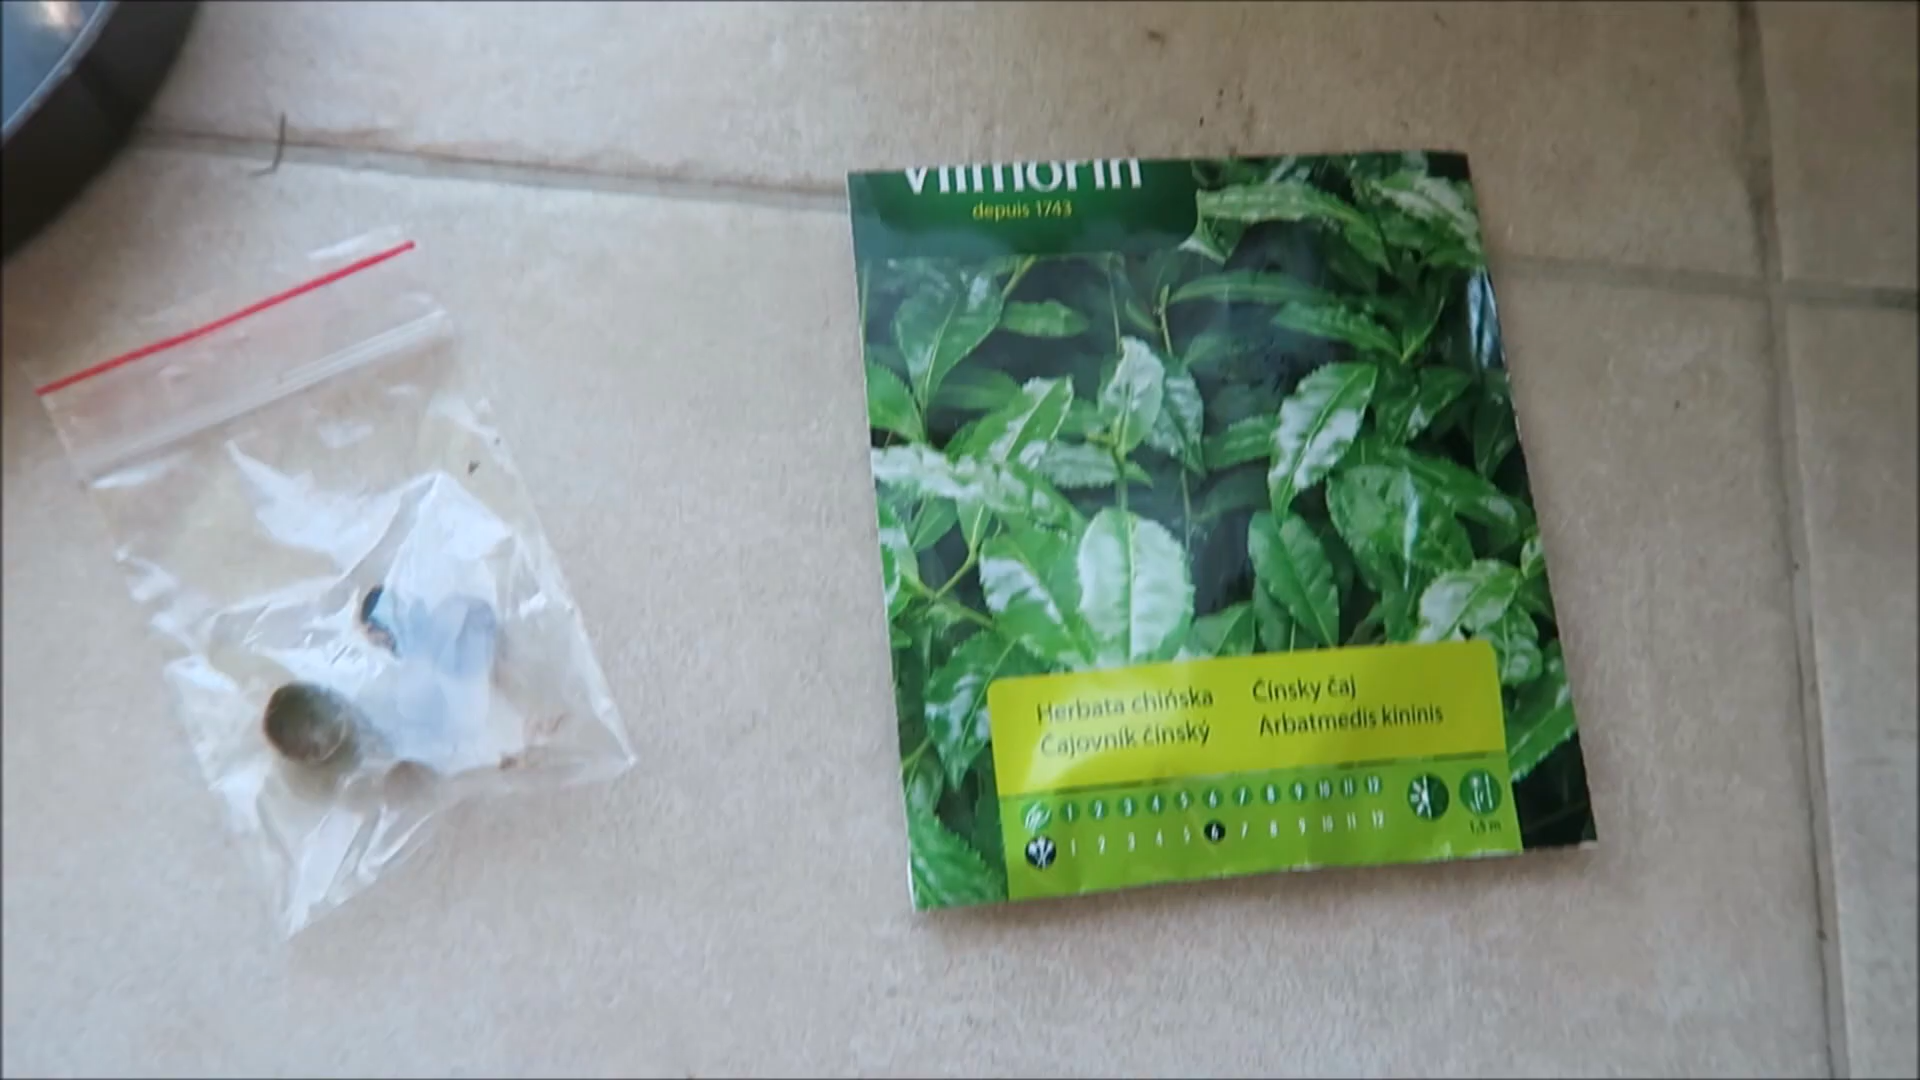 vilmorin
depuis 1743
Herbata chińska
Čajovník čínský
Čínsky čaj
Arbatmedis kininis
1 2 3 4 5 6 7 8 9 10 11 12
1 2 3 4 5 6 7 8 9 10 11 12
1,5 m